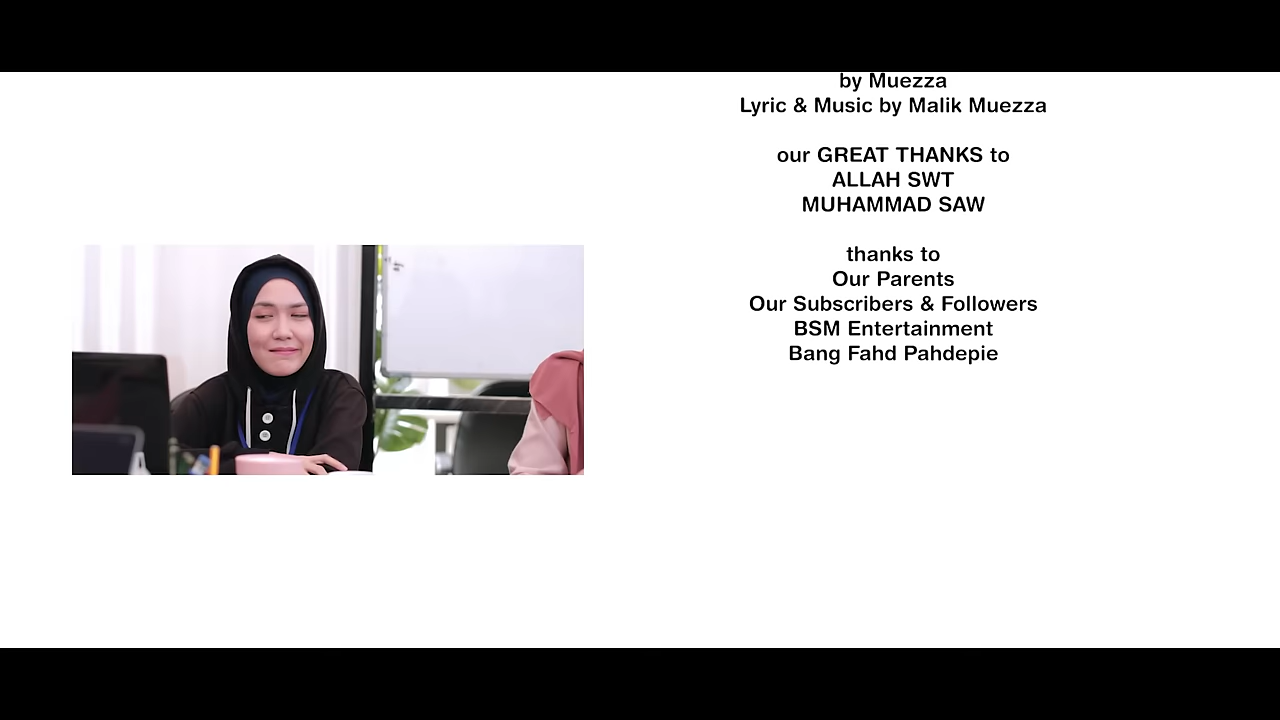 by Muezza
Lyric & Music by Malik Muezza
our GREAT THANKS to
ALLAH SWT
MUHAMMAD SAW
thanks to
Our Parents
Our Subscribers & Followers
BSM Entertainment
Bang Fahd Pahdepie